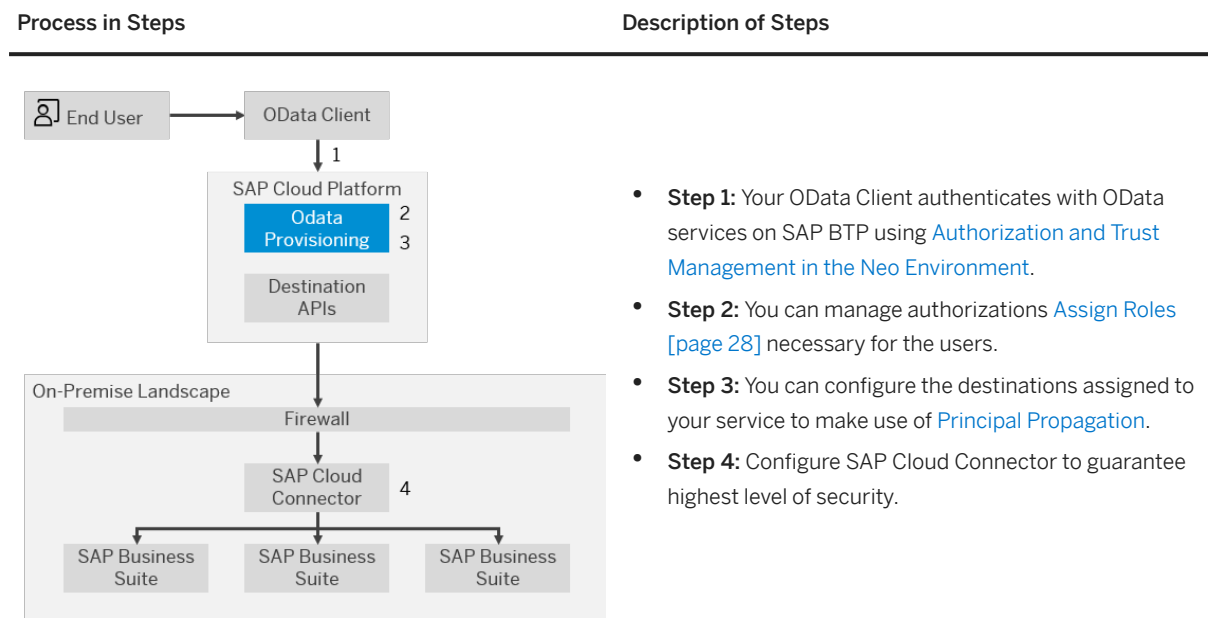 Process in Steps
Description of Steps
End User
OData Client
1
SAP Cloud Platform
Odata
Provisioning
2
3
Destination
APIs
On-Premise Landscape
Firewall
SAP Cloud
Connector
4
SAP Business
Suite
SAP Business
Suite
SAP Business
Suite
• Step 1: Your OData Client authenticates with OData
services on SAP BTP using Authorization and Trust
Management in the Neo Environment.
• Step 2: You can manage authorizations Assign Roles
[page 28] necessary for the users.
• Step 3: You can configure the destinations assigned to
your service to make use of Principal Propagation.
• Step 4: Configure SAP Cloud Connector to guarantee
highest level of security.